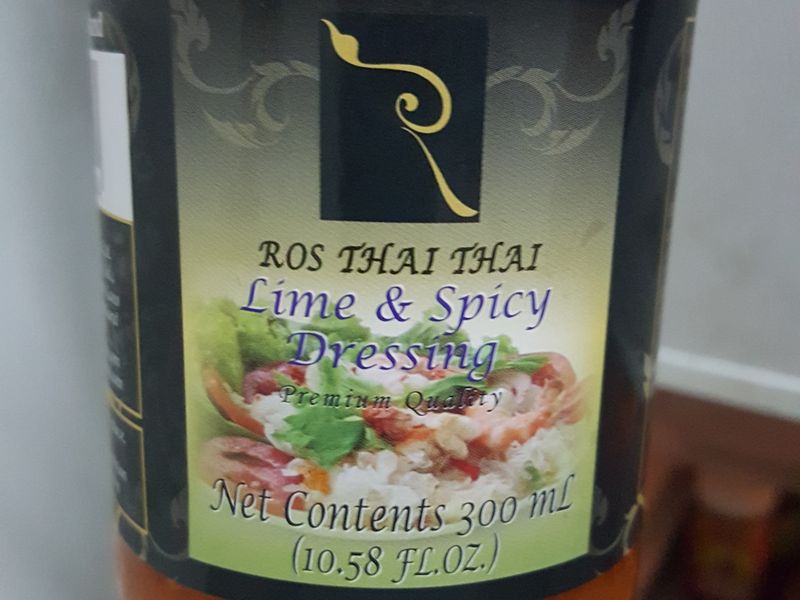 ROS THAI THAI
Lime & Spicy
Dressing
Premium Quality
Net Contents 300 mL
(10.58 FL.OZ.)